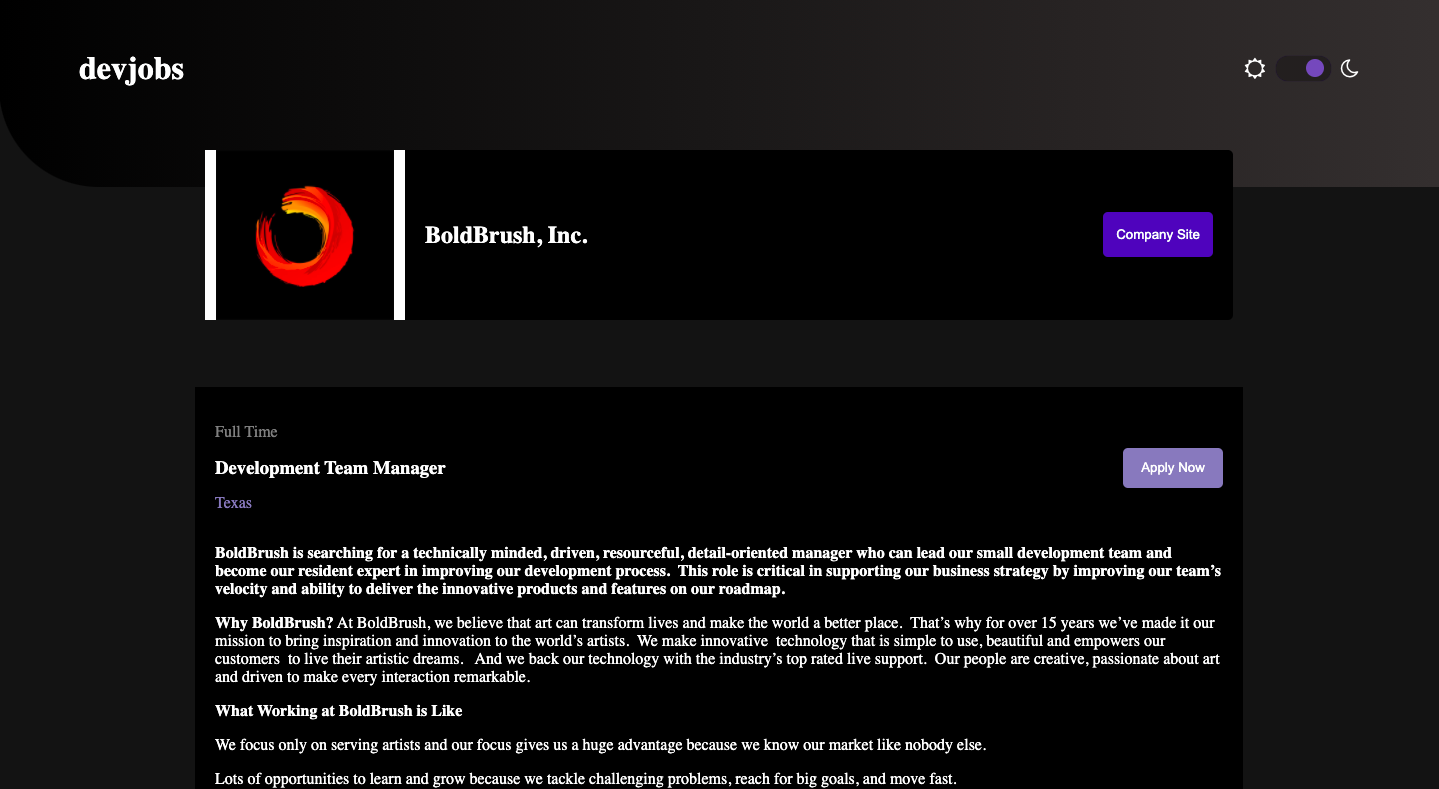 devjobs
BoldBrush, Inc.
Company Site
Full Time
Development Team Manager
Apply Now
Texas
BoldBrush is searching for a technically minded, driven, resourceful, detail-oriented manager who can lead our small development team and
become our resident expert in improving our development process.  This role is critical in supporting our business strategy by improving our team’s
velocity and ability to deliver the innovative products and features on our roadmap.
Why BoldBrush? At BoldBrush, we believe that art can transform lives and make the world a better place.  That’s why for over 15 years we’ve made it our
mission to bring inspiration and innovation to the world’s artists.  We make innovative  technology that is simple to use, beautiful and empowers our
customers  to live their artistic dreams.   And we back our technology with the industry’s top rated live support.  Our people are creative, passionate about art
and driven to make every interaction remarkable.
What Working at BoldBrush is Like
We focus only on serving artists and our focus gives us a huge advantage because we know our market like nobody else.
Lots of opportunities to learn and grow because we tackle challenging problems, reach for big goals, and move fast.